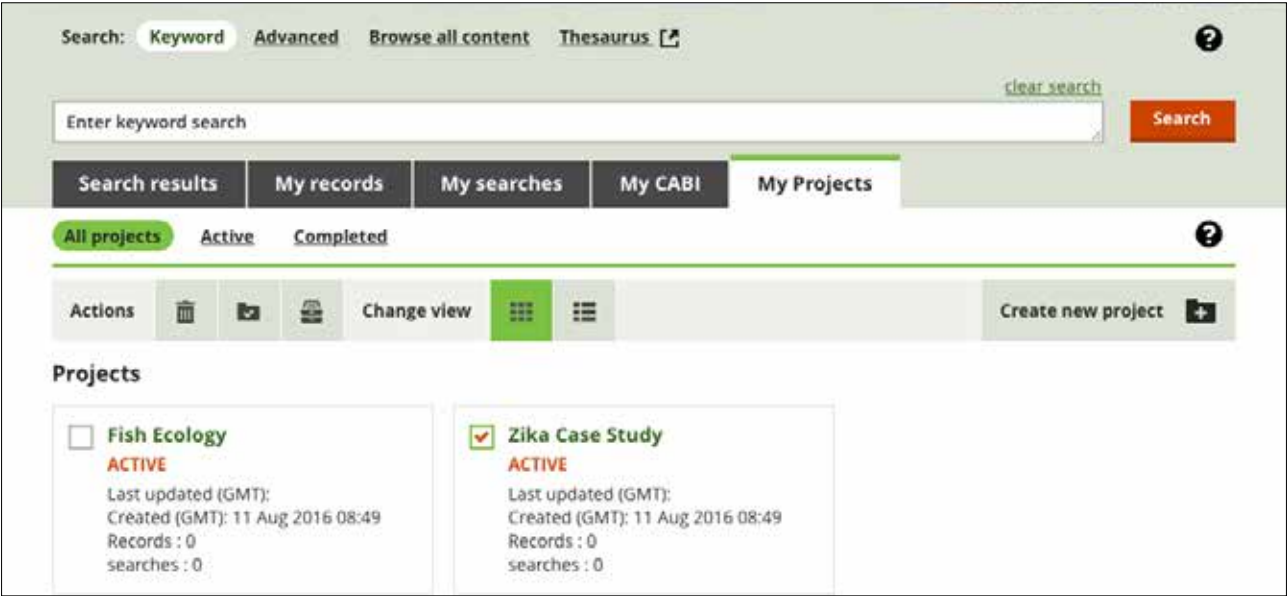 Search: Keyword Advanced Browse all content Thesaurus
clear search
Enter keyword search
Search
Search results My records My searches My CABI My Projects
All projects Active Completed
Actions Change view Create new project
Projects
Fish Ecology
ACTIVE
Last updated (GMT):
Created (GMT): 11 Aug 2016 08:49
Records : 0
searches : 0
Zika Case Study
ACTIVE
Last updated (GMT):
Created (GMT): 11 Aug 2016 08:49
Records : 0
searches : 0